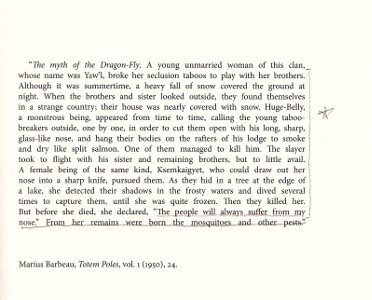 “The myth of the Dragon-Fly. A young unmarried woman of this clan,
whose name was Yaw’l, broke her seclusion taboos to play with her brothers.
Although it was summertime, a heavy fall of snow covered the ground at
night. When the brothers and sister looked outside, they found themselves
in a strange country; their house was nearly covered with snow. Huge-Belly,
a monstrous being, appeared from time to time, calling the young taboo-
breakers outside, one by one, in order to cut them open with his long, sharp,
glass-like nose, and hang their bodies on the rafters of his lodge to smoke
and dry like split salmon. One of them managed to kill him. The slayer
took to flight with his sister and remaining brothers, but to little avail.
A female being of the same kind, Ksemkaigyet, who could draw out her
nose into a sharp knife, pursued them. As they hid in a tree at the edge of
a lake, she detected their shadows in the frosty waters and dived several
times to capture them, until she was quite frozen. Then they killed her.
But before she died, she declared, “The people will always suffer from my
nose.” From her remains were born the mosquitoes and other pests.”
Marius Barbeau, Totem Poles, vol. 1 (1950), 24.